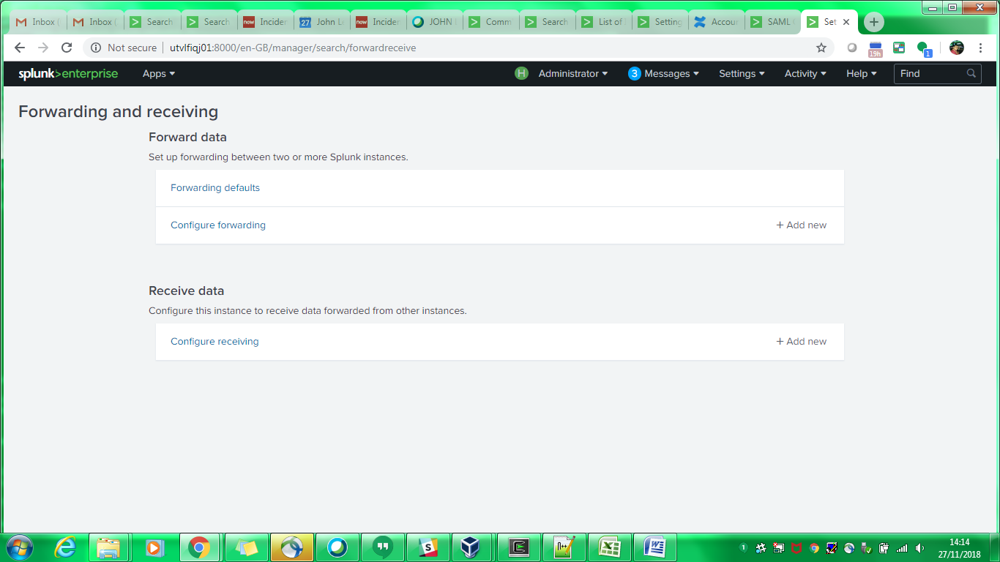 Inbox (
Inbox (
Search
Search
Inciden
John Le
Inciden
JOHN
Comm
Search
List of
Setting
Accour
SAML
Set
Not secure
utvlfiqj01:8000/en-GB/manager/search/forwardreceive
19h
1
splunk>enterprise
Apps
H
Administrator
3
Messages
Settings
Activity
Help
Find
Forwarding and receiving
Forward data
Set up forwarding between two or more Splunk instances.
Forwarding defaults
Configure forwarding
+ Add new
Receive data
Configure this instance to receive data forwarded from other instances.
Configure receiving
+ Add new
14:14
27/11/2018